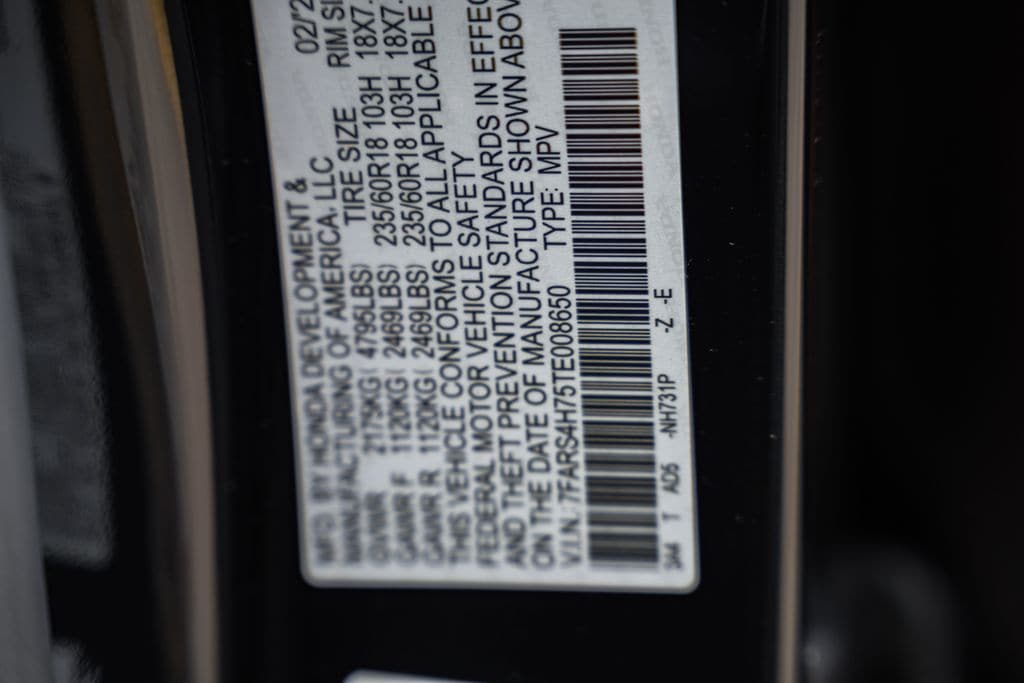 MFD. BY HONDA DEVELOPMENT & 02/2
MANUFACTURING OF AMERICA, LLC
GVWR 2175KG( 4795LBS) TIRE SIZE RIM SI
GAWR F 1120KG( 2469LBS) 235/60R18 103H 18X7.
GAWR R 1120KG( 2469LBS) 235/60R18 103H 18X7.
THIS VEHICLE CONFORMS TO ALL APPLICABLE
FEDERAL MOTOR VEHICLE SAFETY
AND THEFT PREVENTION STANDARDS IN EFFEC
ON THE DATE OF MANUFACTURE SHOWN ABOV
V.I.N.:7FARS4H75TE008650 TYPE: MPV
T AD5 -NH731P -Z -E